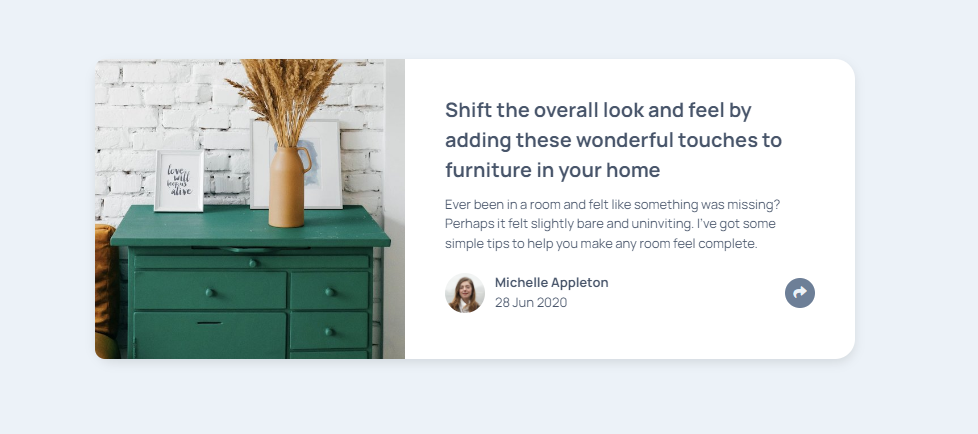 love
will
keep us
alive
Shift the overall look and feel by
adding these wonderful touches to
furniture in your home
Ever been in a room and felt like something was missing?
Perhaps it felt slightly bare and uninviting. I've got some
simple tips to help you make any room feel complete.
Michelle Appleton
28 Jun 2020